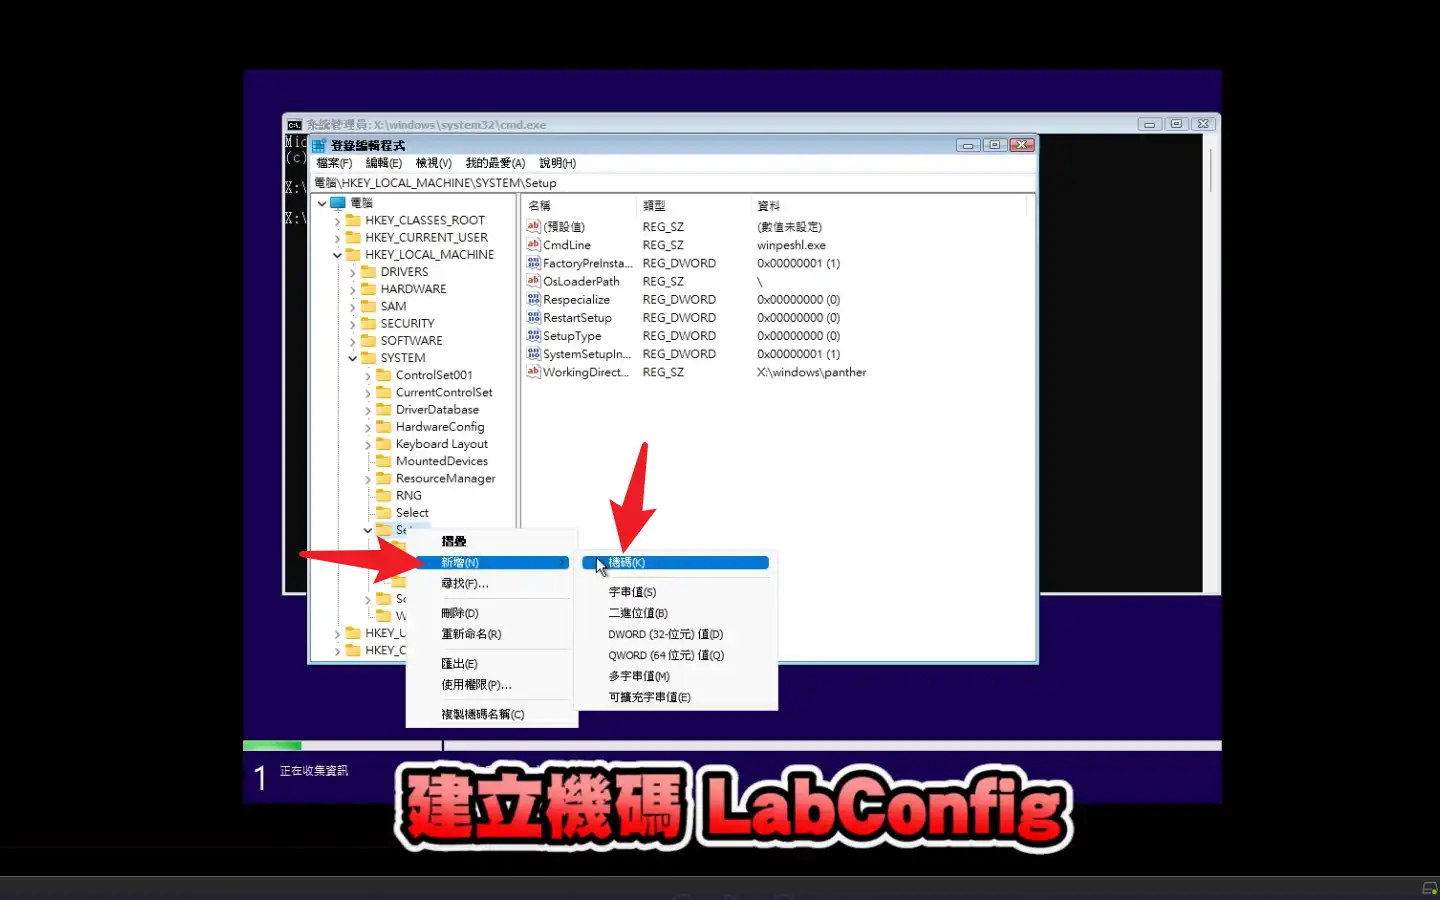 系統管理員: X:\windows\system32\cmd.exe
Mic
(c)
X:\
X:\
登錄編輯程式
檔案(F) 編輯(E) 檢視(V) 我的最愛(A) 說明(H)
電腦\HKEY_LOCAL_MACHINE\SYSTEM\Setup
電腦
HKEY_CLASSES_ROOT
HKEY_CURRENT_USER
HKEY_LOCAL_MACHINE
DRIVERS
HARDWARE
SAM
SECURITY
SOFTWARE
SYSTEM
ControlSet001
CurrentControlSet
DriverDatabase
HardwareConfig
Keyboard Layout
MountedDevices
ResourceManager
RNG
Select
Se
So
W
HKEY_U
HKEY_C
名稱 類型 資料
(預設值) REG_SZ (數值未設定)
CmdLine REG_SZ winpeshl.exe
FactoryPreInsta... REG_DWORD 0x00000001 (1)
OsLoaderPath REG_SZ \
Respecialize REG_DWORD 0x00000000 (0)
RestartSetup REG_DWORD 0x00000000 (0)
SetupType REG_DWORD 0x00000000 (0)
SystemSetupIn... REG_DWORD 0x00000001 (1)
WorkingDirect... REG_SZ X:\windows\panther
摺疊
新增(N)
尋找(F)...
刪除(D)
重新命名(R)
匯出(E)
使用權限(P)...
複製機碼名稱(C)
機碼(K)
字串值(S)
二進位值(B)
DWORD (32-位元) 值(D)
QWORD (64 位元) 值(Q)
多字串值(M)
可擴充字串值(E)
1 正在收集資訊
建立機碼 LabConfig